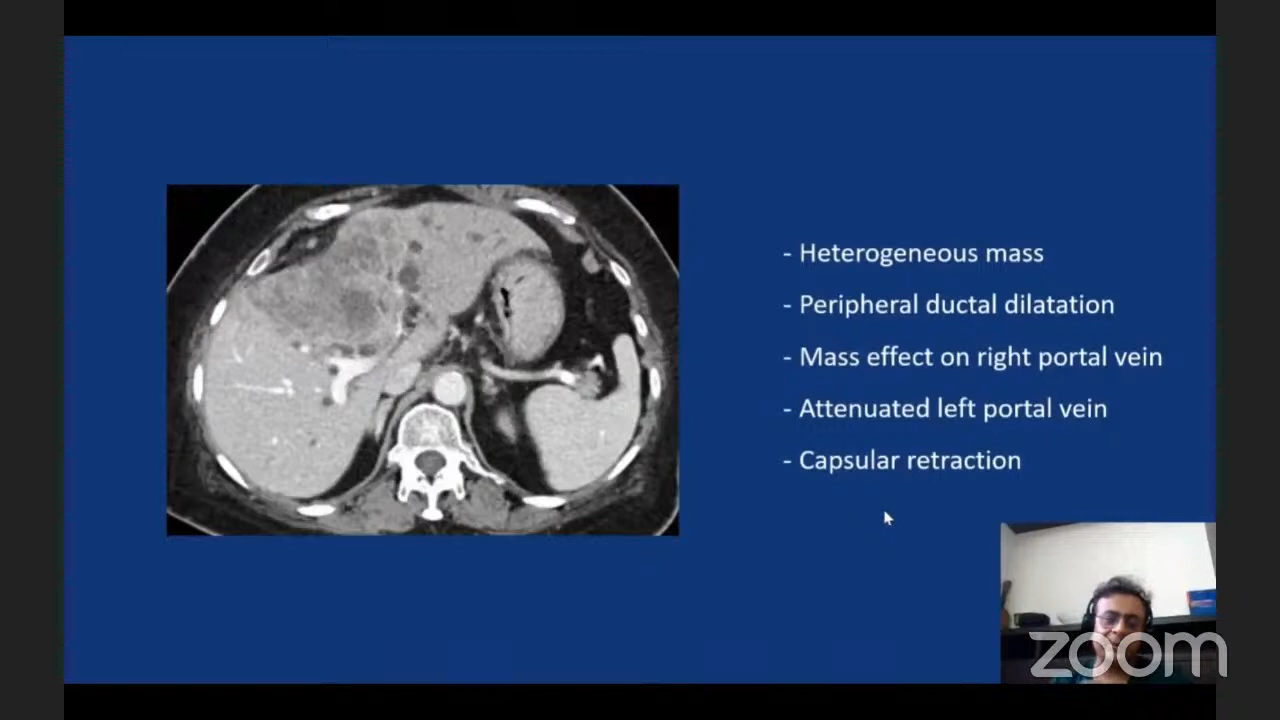 - Heterogeneous mass
- Peripheral ductal dilatation
- Mass effect on right portal vein
- Attenuated left portal vein
- Capsular retraction
zoom